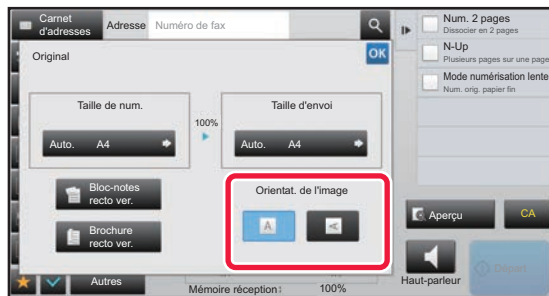 Carnet
d'adresses
Adresse
Numéro de fax
Original
OK
Taille de num.
Auto. A4
100%
Taille d'envoi
Auto. A4
Bloc-notes
recto ver.
Brochure
recto ver.
Orientat. de l'image
A
A
Autres
Mémoire réception:
100%
Num. 2 pages
Dissocier en 2 pages
N-Up
Plusieurs pages sur une page
Mode numérisation lente
Num. orig. papier fin
Aperçu
CA
Haut-parleur
Départ